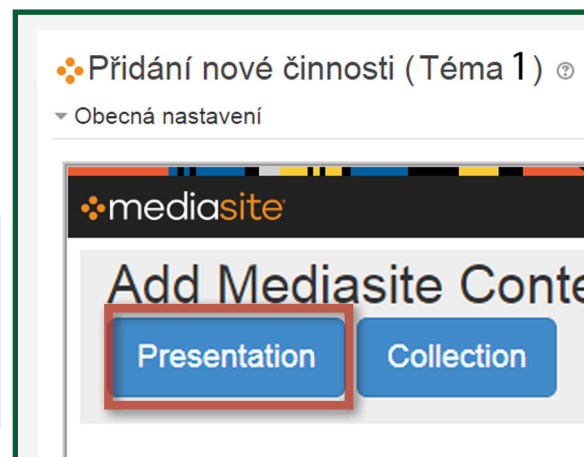 Přidání nové činnosti (Téma 1)
Obecná nastavení
mediasite
Add Mediasite Conte
Presentation Collection